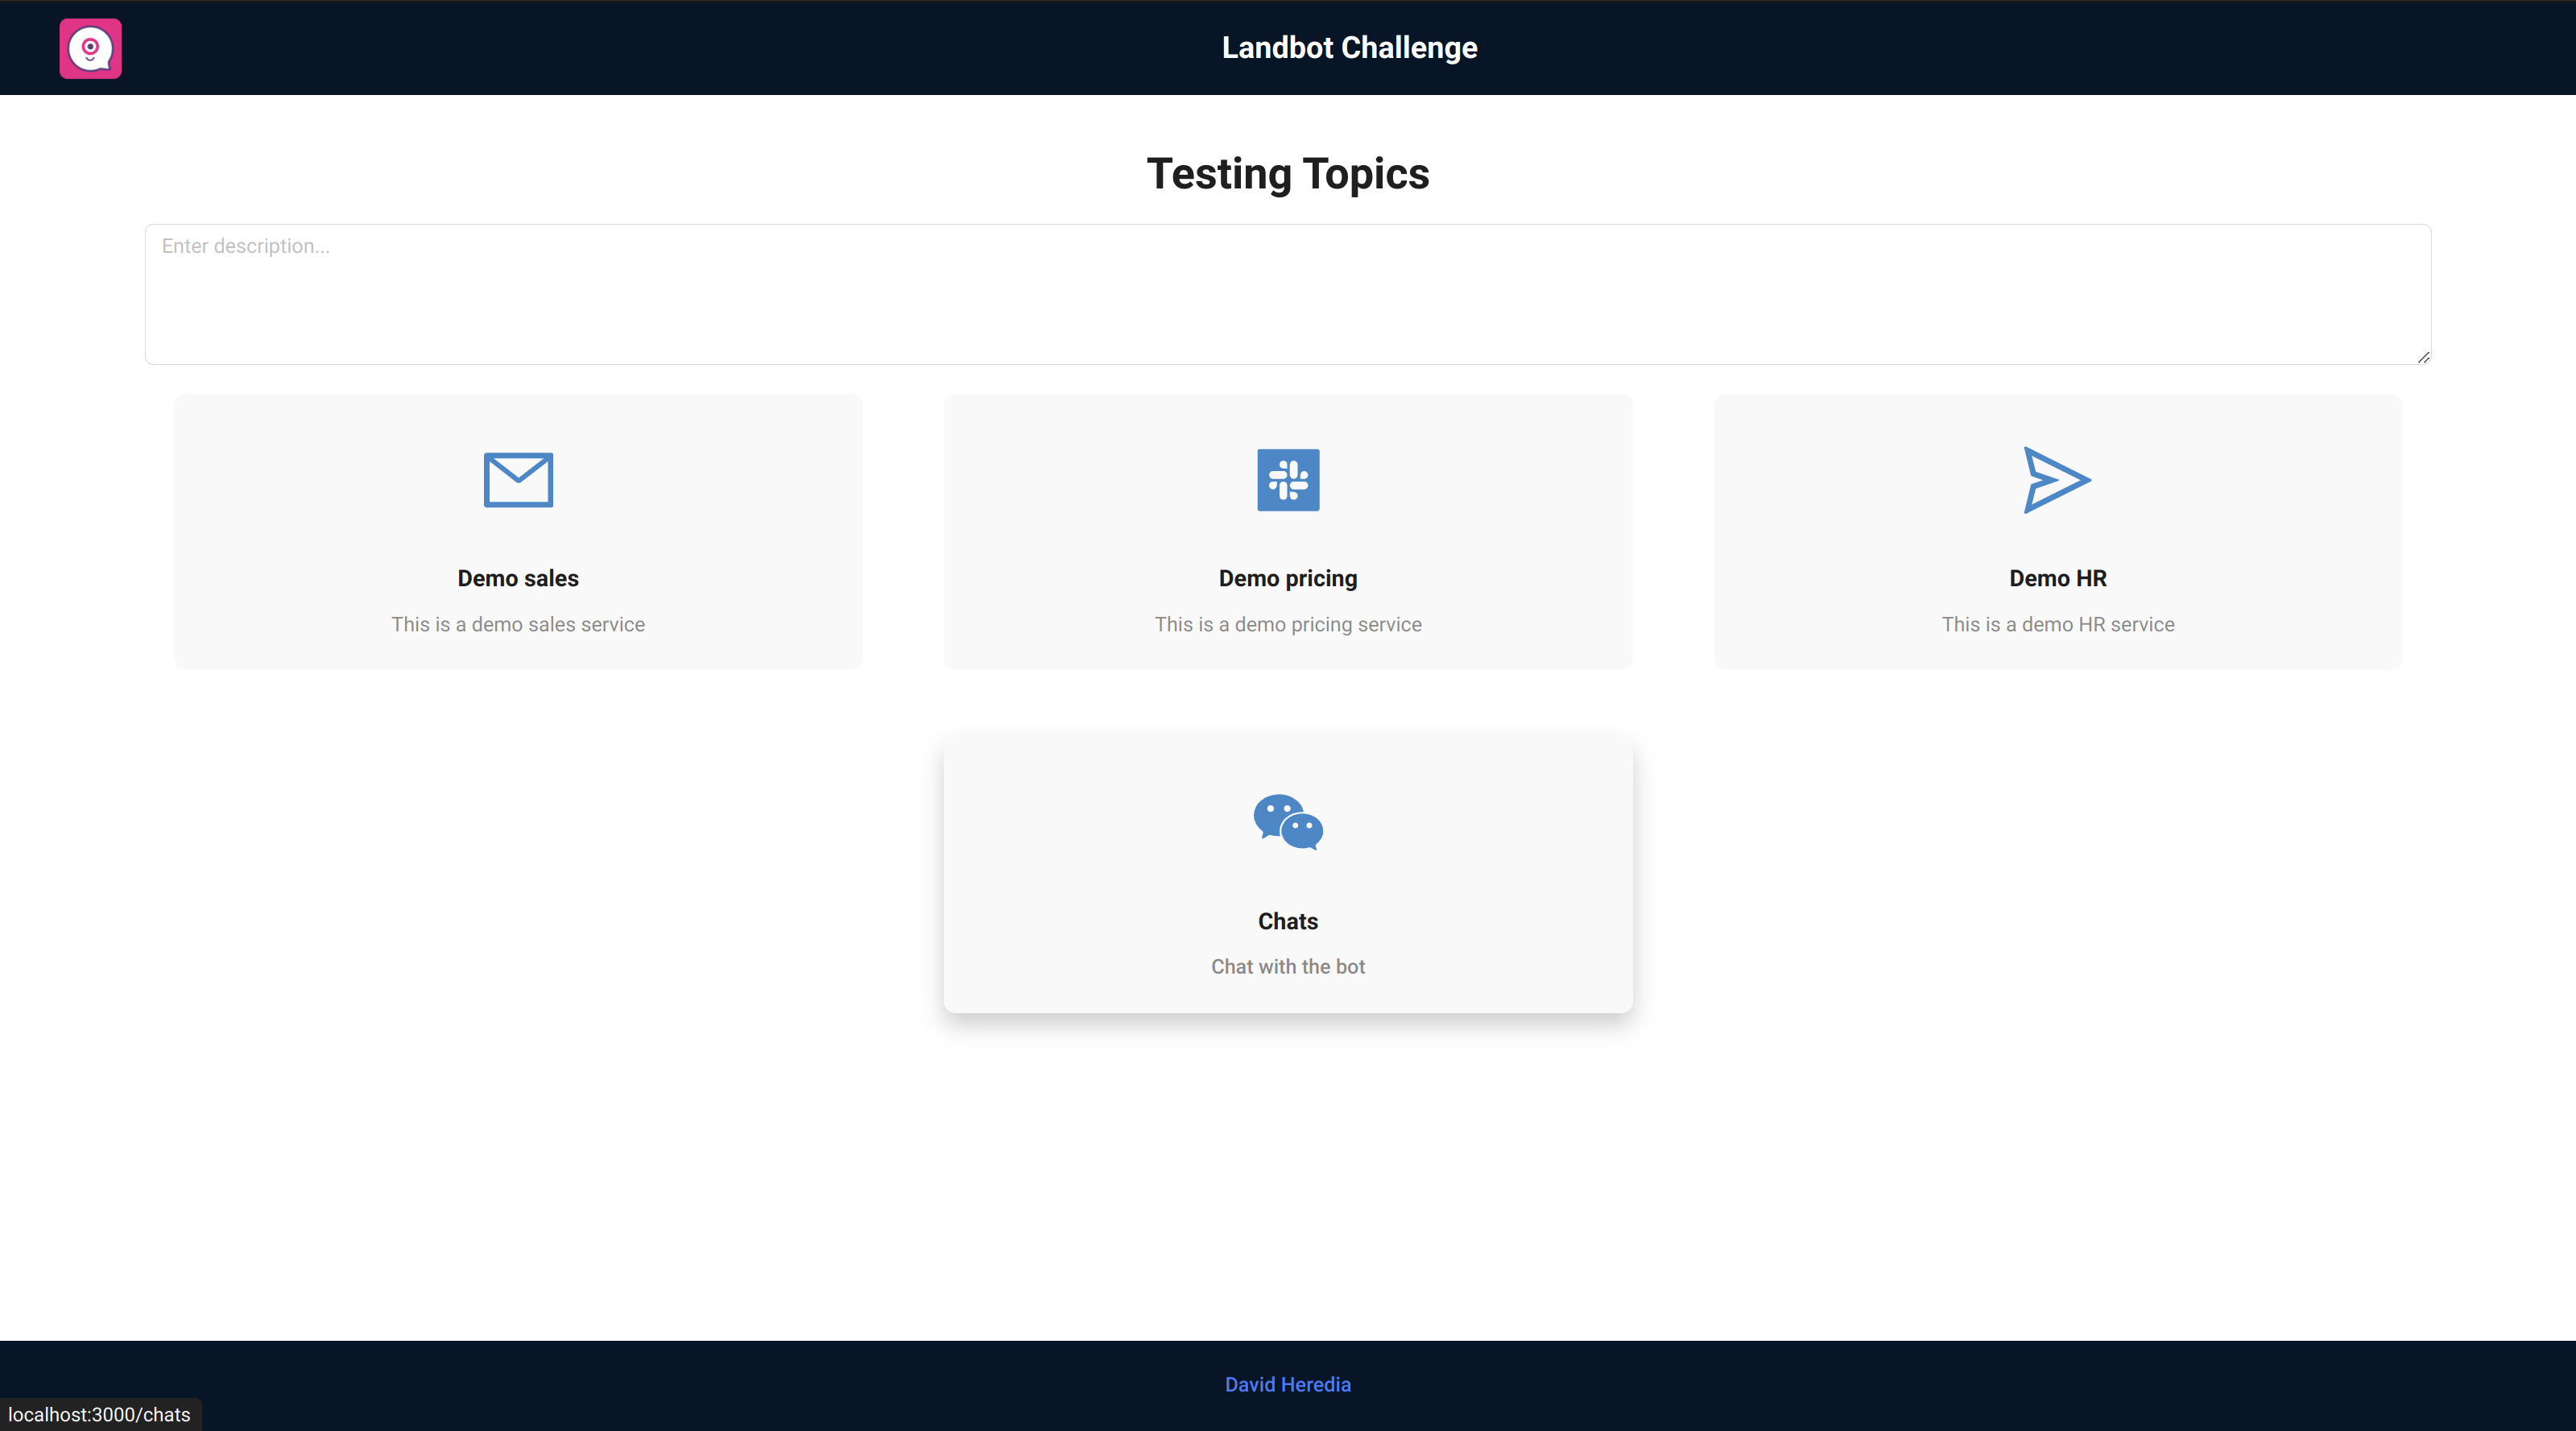 Landbot Challenge
Testing Topics
Enter description...
Demo sales
This is a demo sales service
Demo pricing
This is a demo pricing service
Demo HR
This is a demo HR service
Chats
Chat with the bot
David Heredia
localhost:3000/chats